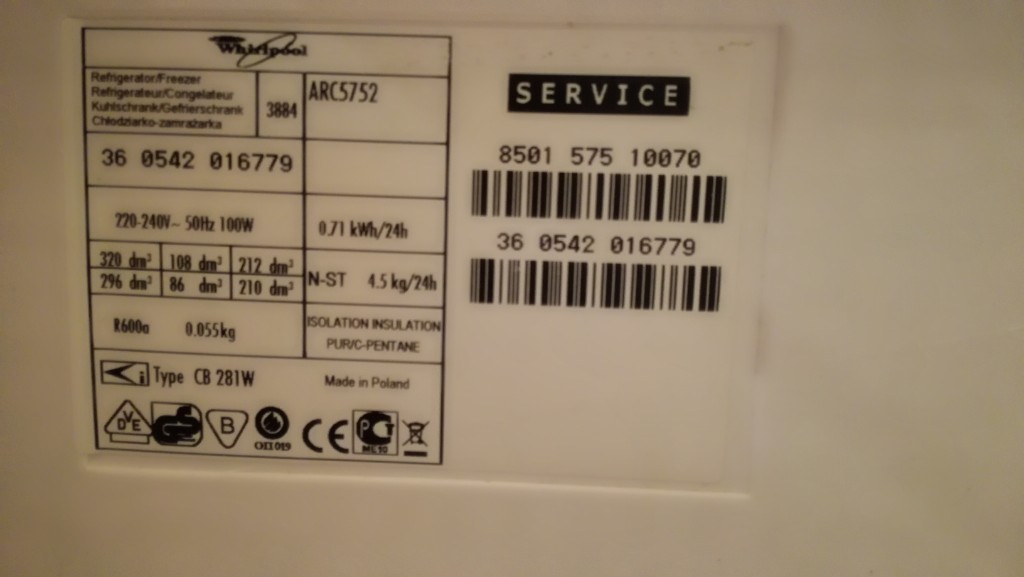 Whirlpool
Refrigerator/Freezer
Refrigerateur/Congelateur
Kuhlschrank/Gefrierschrank
Chłodziarko-zamrażarka
3884
ARC5752
36 0542 016779
220-240V~ 50Hz 100W
0.71 kWh/24h
320 dm³ 108 dm³ 212 dm³
296 dm³ 86 dm³ 210 dm³
N-ST 4.5 kg/24h
R600a 0.055kg
ISOLATION INSULATION
PUR/C-PENTANE
i Type CB 281W
Made in Poland
DVE
B
CE
PCT
SERVICE
8501 575 10070
36 0542 016779